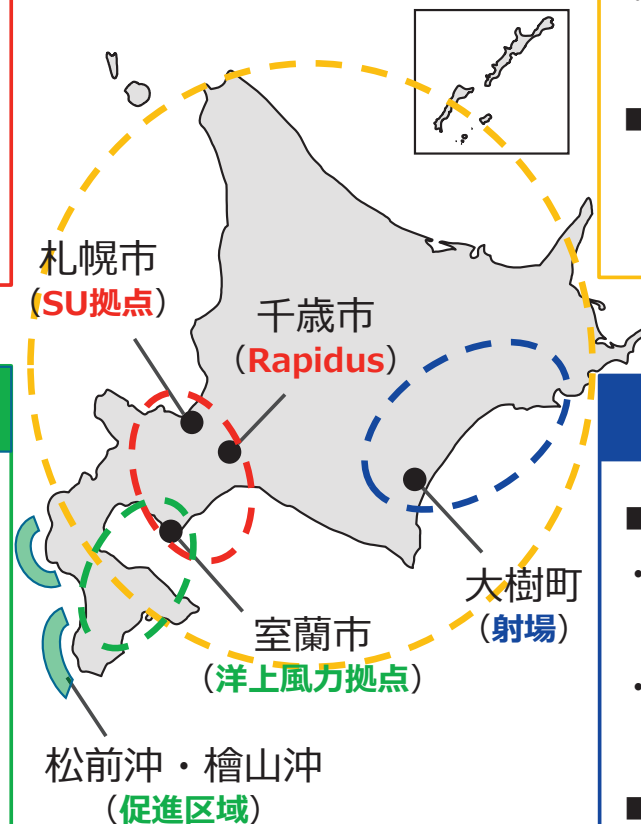 札幌市
(SU拠点)
千歳市
(Rapidus)
大樹町
(射場)
室蘭市
(洋上風力拠点)
松前沖・檜山沖
(促進区域)
■
■
・
・
■